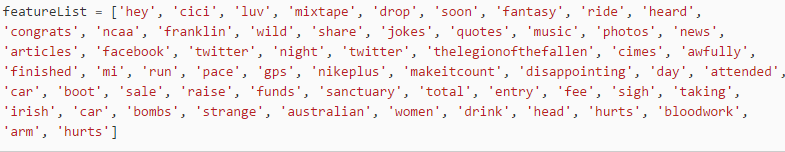 featureList = ['hey', 'cici', 'luv', 'mixtape', 'drop', 'soon', 'fantasy', 'ride', 'heard',
'congrats', 'ncaa', 'franklin', 'wild', 'share', 'jokes', 'quotes', 'music', 'photos', 'news',
'articles', 'facebook', 'twitter', 'night', 'twitter', 'thelegionofthefallen', 'cimes', 'awfully',
'finished', 'mi', 'run', 'pace', 'gps', 'nikeplus', 'makeitcount', 'disappointing', 'day', 'attended',
'car', 'boot', 'sale', 'raise', 'funds', 'sanctuary', 'total', 'entry', 'fee', 'sigh', 'taking',
'irish', 'car', 'bombs', 'strange', 'australian', 'women', 'drink', 'head', 'hurts', 'bloodwork',
'arm', 'hurts']